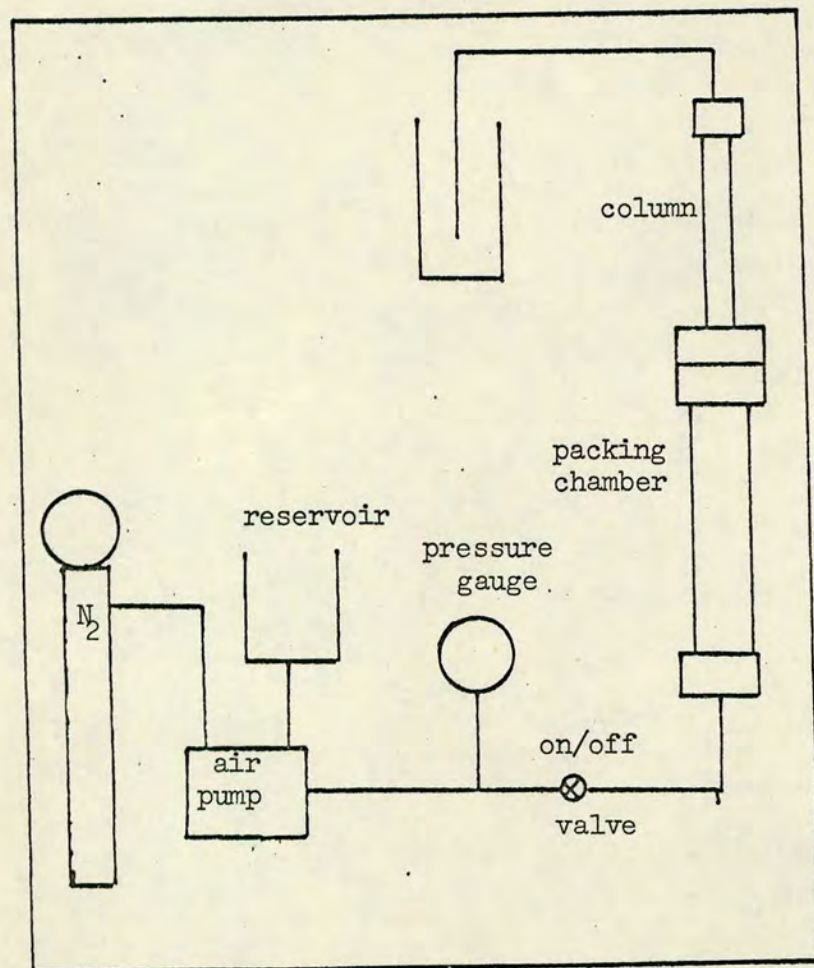 column
packing
chamber
reservoir
pressure
gauge
N2
on/off
air
pump
valve